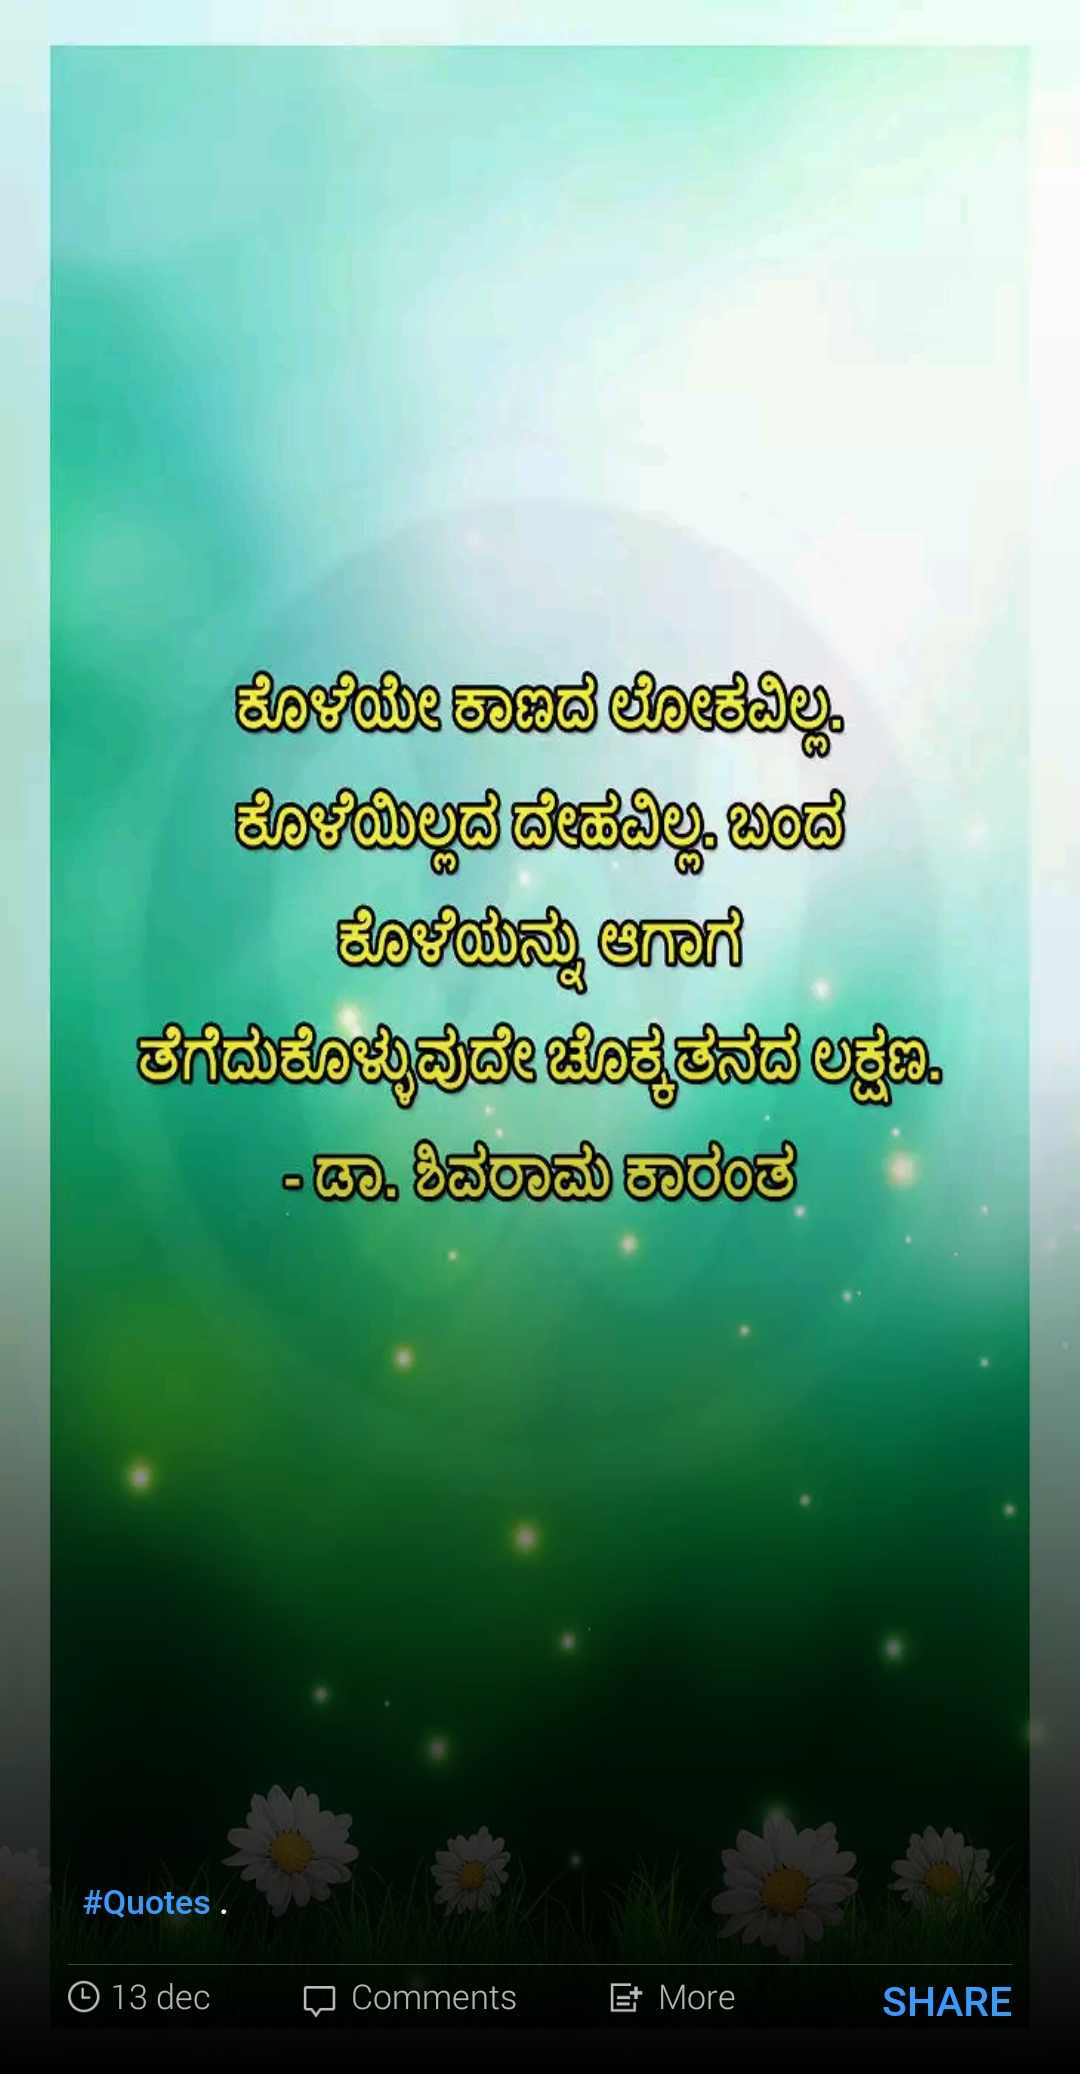 ಕೊಳೆಯೇ ಕಾಣದ ಲೋಕವಿಲ್ಲ.
ಕೊಳೆಯಿಲ್ಲದ ದೇಹವಿಲ್ಲ. ಬಂದ
ಕೊಳೆಯನ್ನು ಆಗಾಗ
ತೆಗೆದುಕೊಳ್ಳುವುದೇ ಚೊಕ್ಕತನದ ಲಕ್ಷಣ.
- ಡಾ. ಶಿವರಾಮ ಕಾರಂತ
#Quotes .
13 dec Comments More SHARE